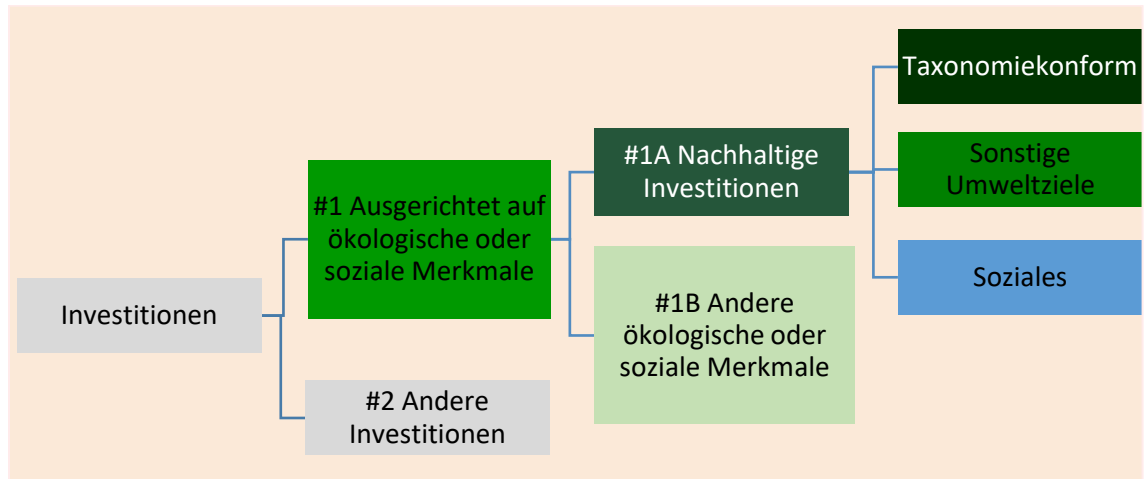 Investitionen
#1 Ausgerichtet auf
ökologische oder
soziale Merkmale
#2 Andere
Investitionen
#1A Nachhaltige
Investitionen
#1B Andere
ökologische oder
soziale Merkmale
Taxonomiekonform
Sonstige
Umweltziele
Soziales